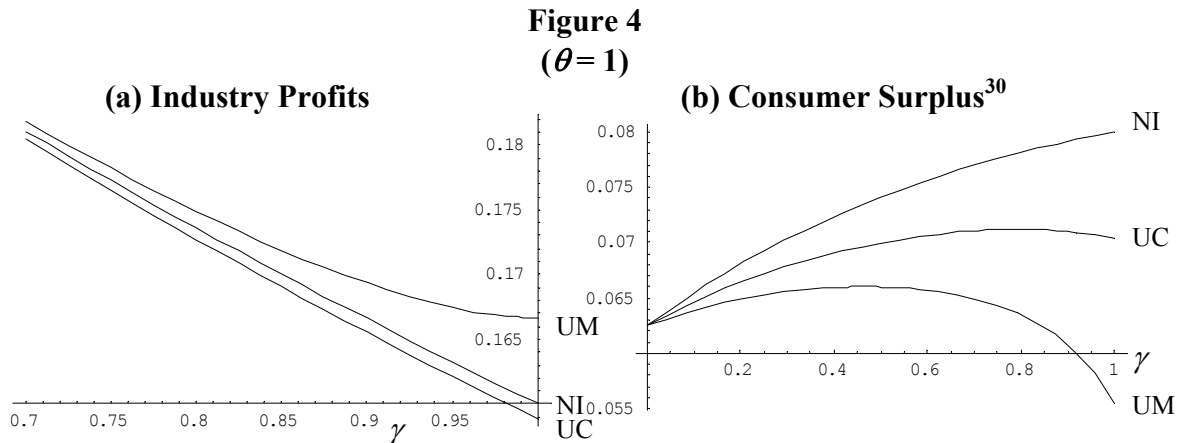 Figure 4
(θ = 1)
(a) Industry Profits
0.18
0.175
0.17
0.165
UM
NI
UC
0.7 0.75 0.8 0.85 0.9 0.95
γ
(b) Consumer Surplus30
0.08
0.07
0.065
0.055
NI
UC
UM
0.2 0.4 0.6 0.8 1
γ